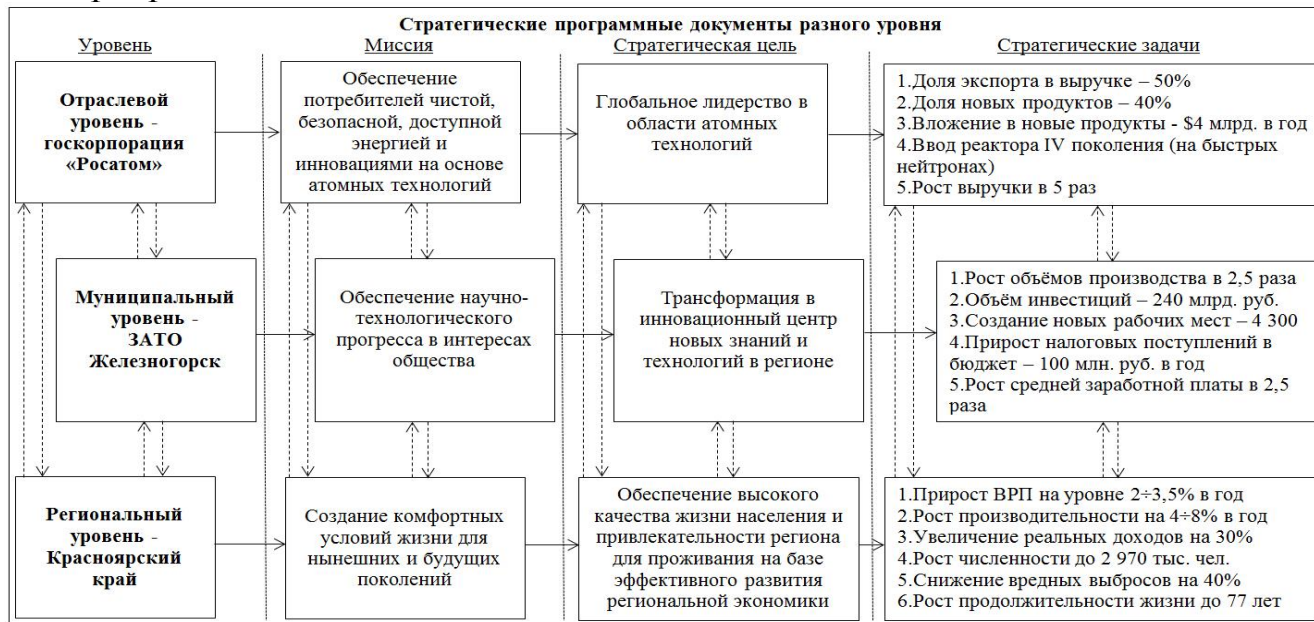 Стратегические программные документы разного уровня
Уровень
Миссия
Стратегическая цель
Стратегические задачи
Отраслевой
уровень -
госкорпорация
«Росатом»
Обеспечение
потребителей чистой,
безопасной, доступной
энергией и
инновациями на основе
атомных технологий
Глобальное лидерство в
области атомных
технологий
1.Доля экспорта в выручке – 50%
2.Доля новых продуктов – 40%
3.Вложение в новые продукты - $4 млрд. в год
4.Ввод реактора IV поколения (на быстрых
нейтронах)
5.Рост выручки в 5 раз
Муниципальный
уровень -
ЗАТО
Железногорск
Обеспечение научно-
технологического
прогресса в интересах
общества
Трансформация в
инновационный центр
новых знаний и
технологий в регионе
1.Рост объёмов производства в 2,5 раза
2.Объём инвестиций – 240 млрд. руб.
3.Создание новых рабочих мест – 4 300
4.Прирост налоговых поступлений в
бюджет – 100 млн. руб. в год
5.Рост средней заработной платы в 2,5
раза
Региональный
уровень -
Красноярский
край
Создание комфортных
условий жизни для
нынешних и будущих
поколений
Обеспечение высокого
качества жизни населения и
привлекательности региона
для проживания на базе
эффективного развития
региональной экономики
1.Прирост ВРП на уровне 2÷3,5% в год
2.Рост производительности на 4÷8% в год
3.Увеличение реальных доходов на 30%
4.Рост численности до 2 970 тыс. чел.
5.Снижение вредных выбросов на 40%
6.Рост продолжительности жизни до 77 лет